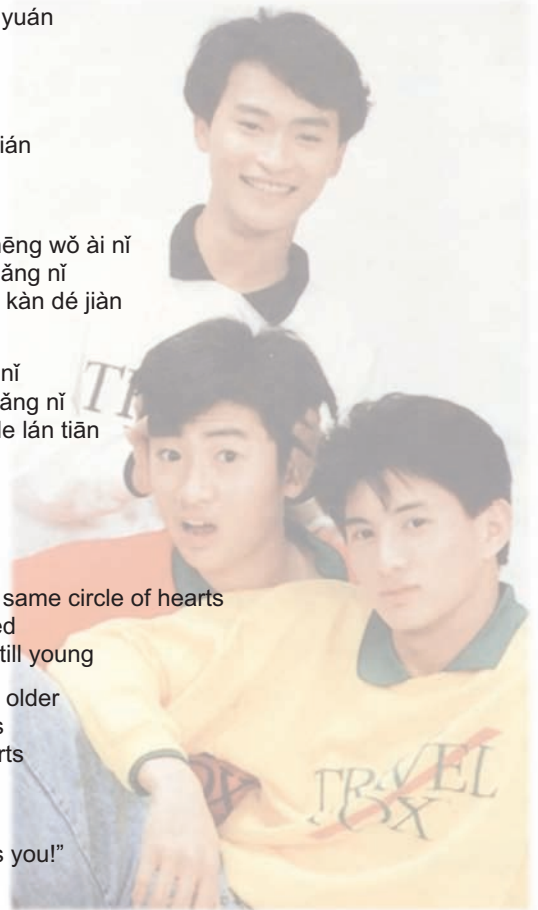 yuán
ián
ēng wǒ ài nǐ
ǎng nǐ
kàn dé jiàn
nǐ
ǎng nǐ
le lán tiān
same circle of hearts
ed
till young
older
s
rts
s you!”
TRAVEL
FOX